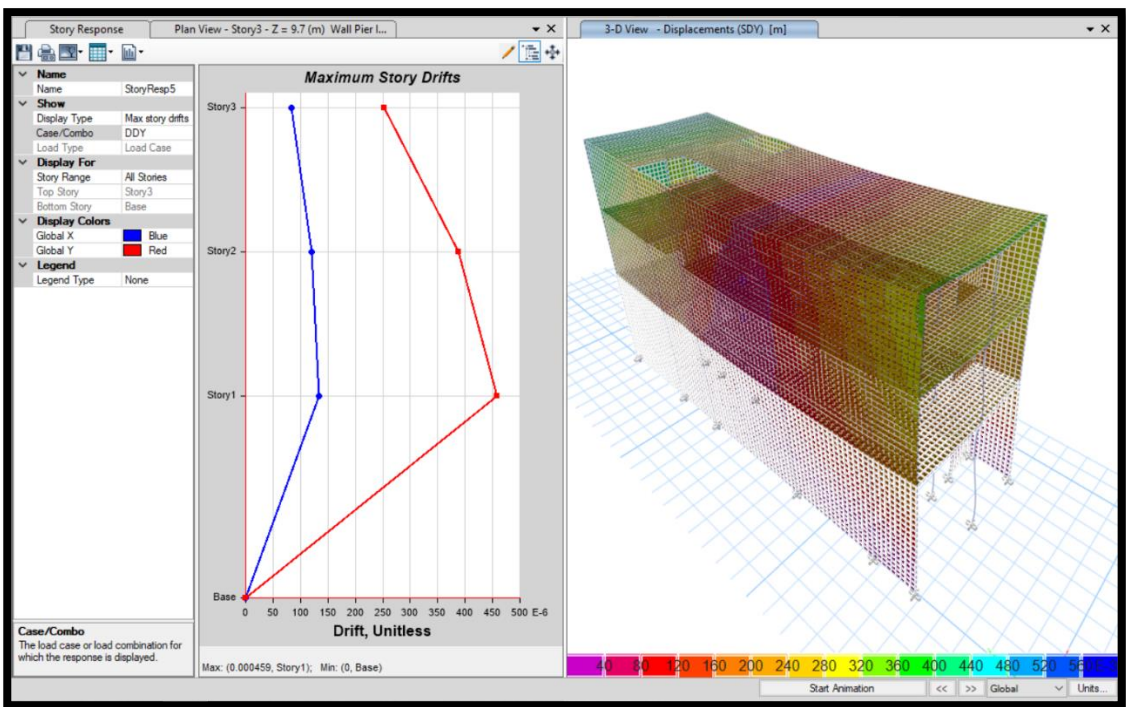 Story Response
Plan View - Story3 - Z = 9.7 (m) Wall Pier I...
Name
Name StoryResp5
Show
Display Type Max story drifts
Case/Combo DDY
Load Type Load Case
Display For
Story Range All Stories
Top Story Story3
Bottom Story Base
Display Colors
Global X Blue
Global Y Red
Legend
Legend Type None
Case/Combo
The load case or load combination for
which the response is displayed.
Maximum Story Drifts
Story3
Story2
Story1
Base
0 50 100 150 200 250 300 350 400 450 500 E-6
Drift, Unitless
Max: (0.000459, Story1); Min: (0, Base)
3-D View - Displacements (SDY) [m]
40 80 120 160 200 240 280 320 360 400 440 480 520
Start Animation << >> Global Units...